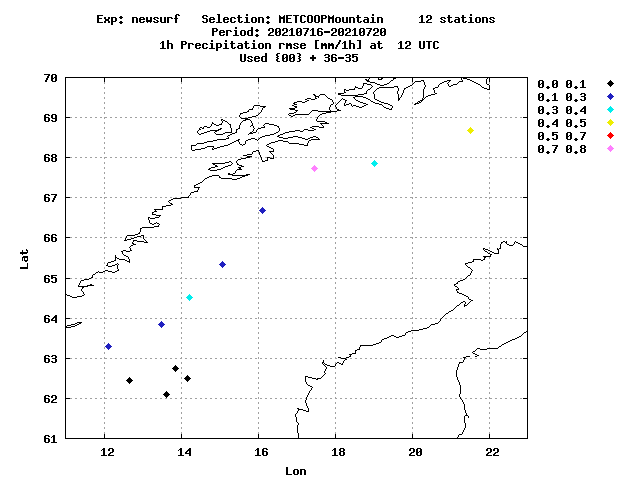 Exp: newsurf   Selection: METCOOPMountain     12 stations
Period: 20210716-20210720
1h Precipitation rmse [mm/1h] at  12 UTC
Used {00} + 36-35
0.0 0.1
0.1 0.3
0.3 0.4
0.4 0.5
0.5 0.7
0.7 0.8
70
69
68
67
66
65
64
63
62
61
Lat
12 14 16 18 20 22
Lon